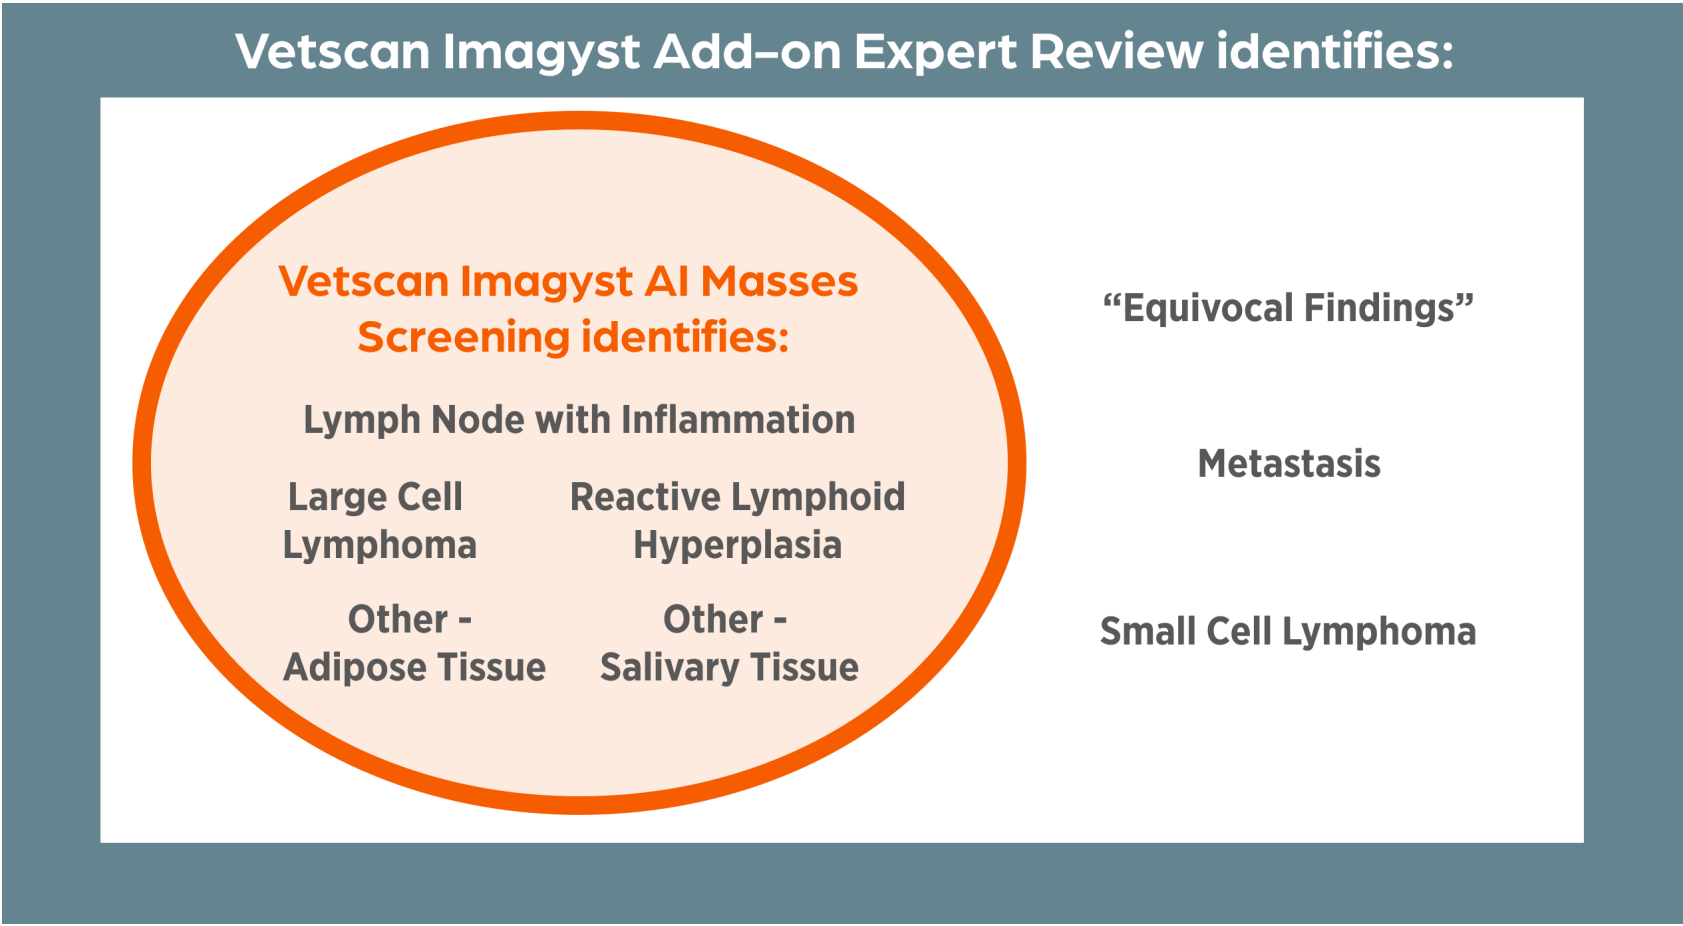 Vetscan Imagyst Add-on Expert Review identifies:
Vetscan Imagyst AI Masses
Screening identifies:
Lymph Node with Inflammation
Large Cell
Lymphoma
Reactive Lymphoid
Hyperplasia
Other -
Adipose Tissue
Other -
Salivary Tissue
“Equivocal Findings”
Metastasis
Small Cell Lymphoma